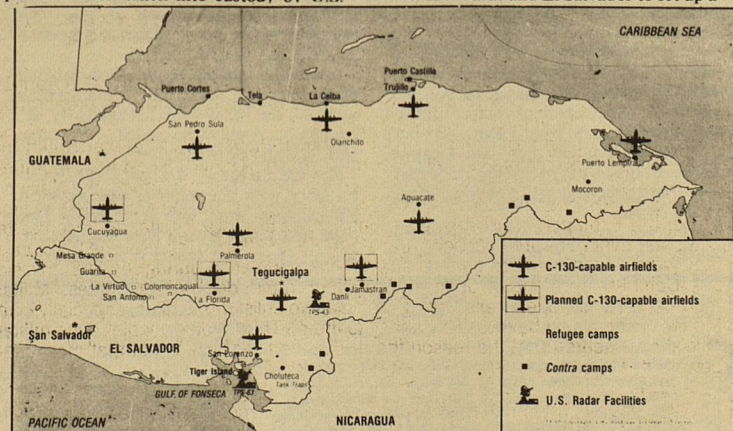 CARIBBEAN SEA
Puerto Castilla
Puerto Cortes
Tela
La Ceiba
Trujillo
San Pedro Sula
Olanchito
GUATEMALA
Puerto Lempira
Mocoron
Aguacate
Cucuyagua
Palmerola
Mesa Grande
Guarita
La Virtud
Colomoncagua
San Antonio
La Florida
Tegucigalpa
Jamastran
Danli
TPS-43
C-130-capable airfields
Planned C-130-capable airfields
Refugee camps
Contra camps
U.S. Radar Facilities
San Salvador
EL SALVADOR
San Lorenzo
Tiger Island
Choluteca
Tank Traps
TPS-63
GULF OF FONSECA
PACIFIC OCEAN
NICARAGUA